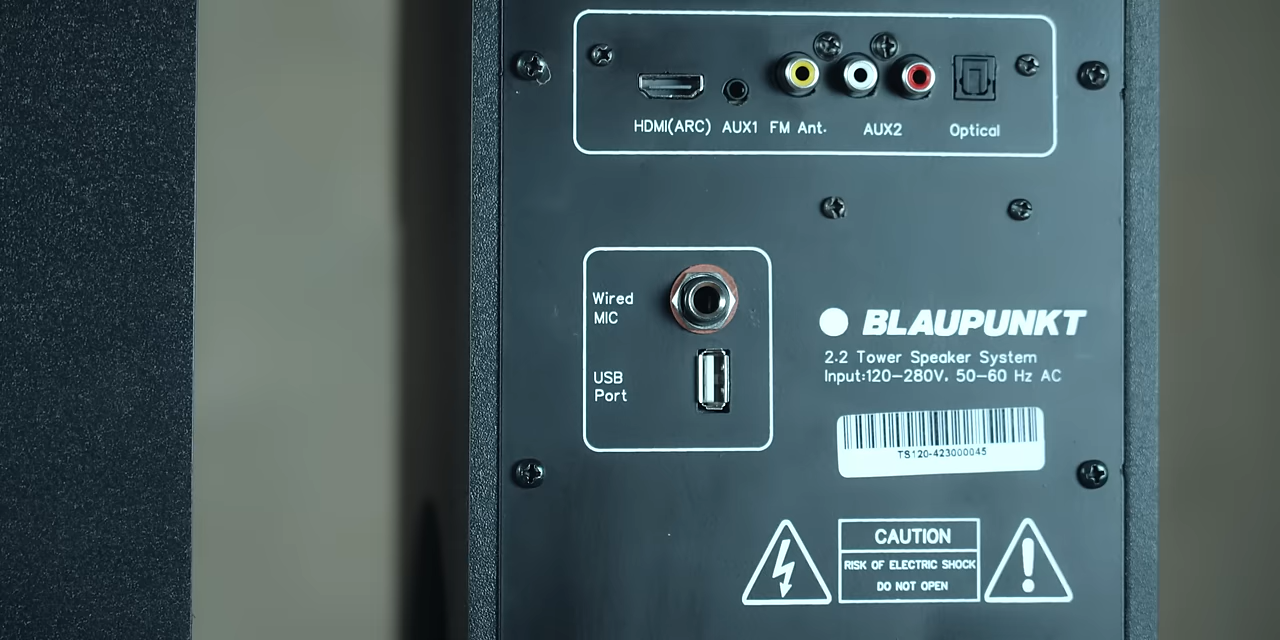 HDMI(ARC) AUX1 FM Ant. AUX2 Optical
Wired
MIC
USB
Port
BLAUPUNKT
2.2 Tower Speaker System
Input:120-280V. 50-60 Hz AC
TS120-423000045
CAUTION
RISK OF ELECTRIC SHOCK
DO NOT OPEN